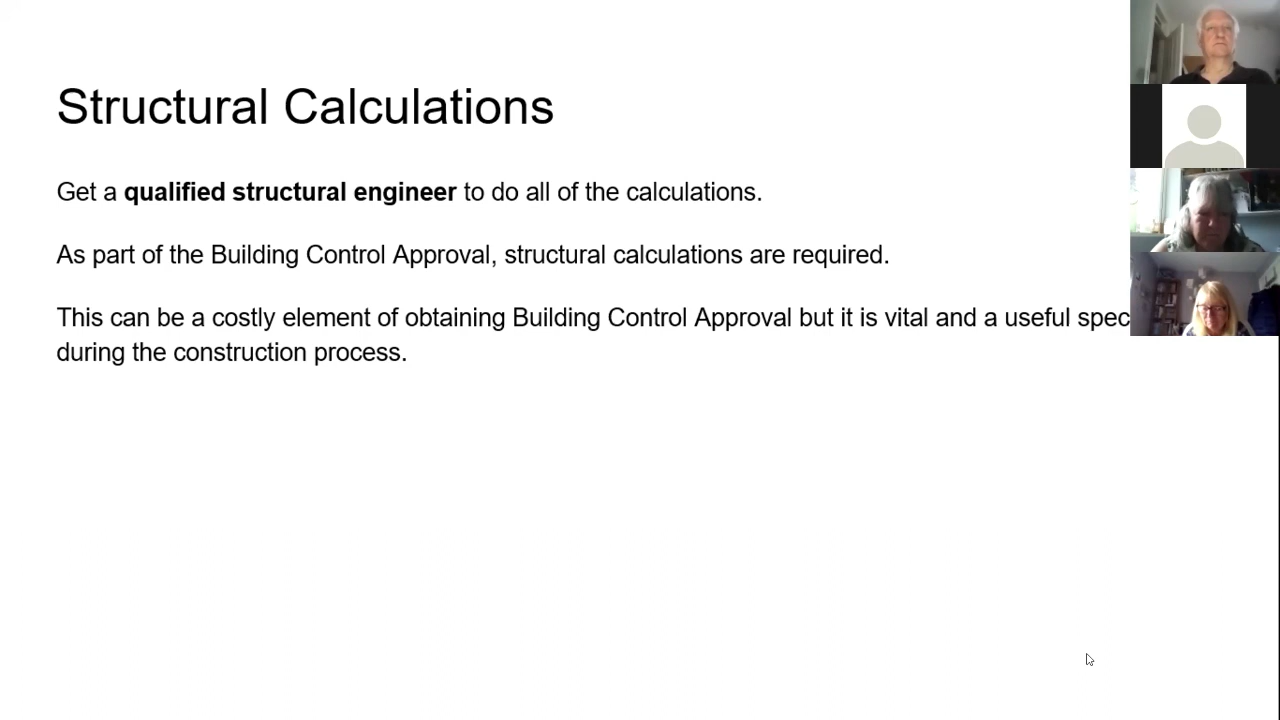 Structural Calculations
Get a qualified structural engineer to do all of the calculations.
As part of the Building Control Approval, structural calculations are required.
This can be a costly element of obtaining Building Control Approval but it is vital and a useful spec
during the construction process.